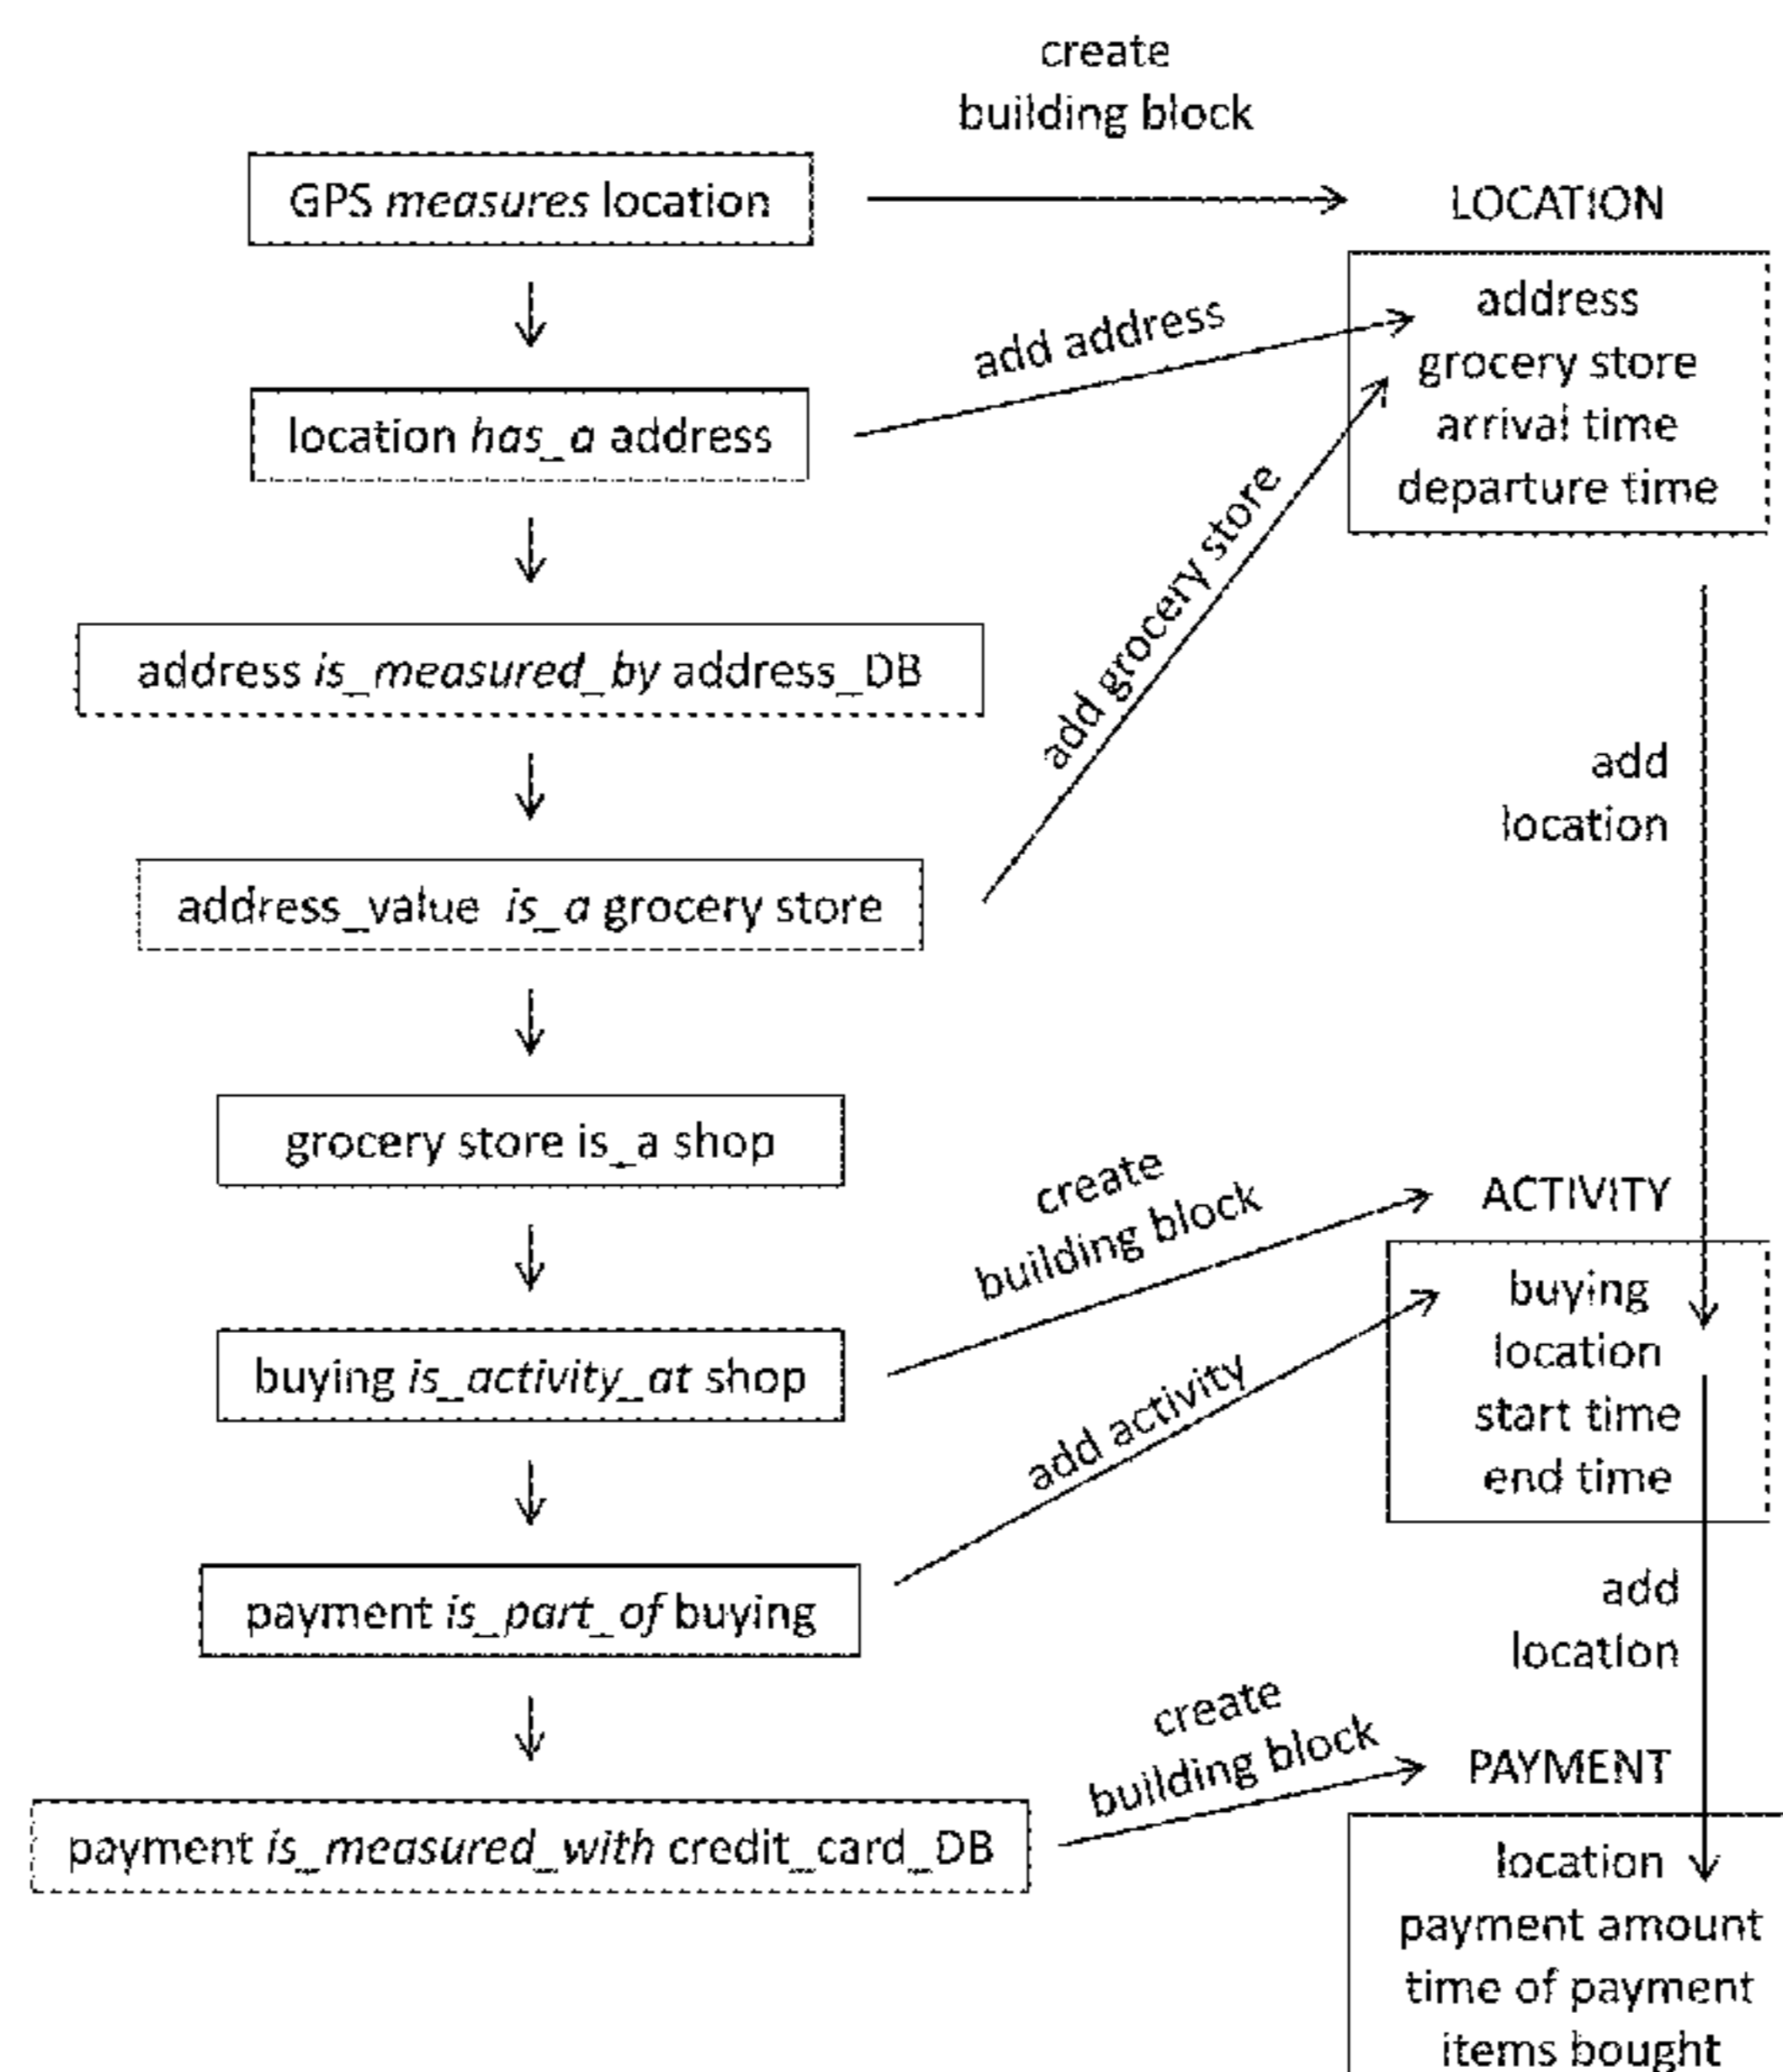 create
building block
GPS measures location
LOCATION
address
grocery store
arrival time
departure time
add address
location has_a address
add grocery store
address is_measured_by address_DB
add
location
address_value is_a grocery store
grocery store is_a shop
create
building block
ACTIVITY
buying
location
start time
end time
buying is_activity_at shop
add activity
payment is_part_of buying
add
location
create
building block
PAYMENT
payment is_measured_with credit_card_DB
location
payment amount
time of payment
items bought